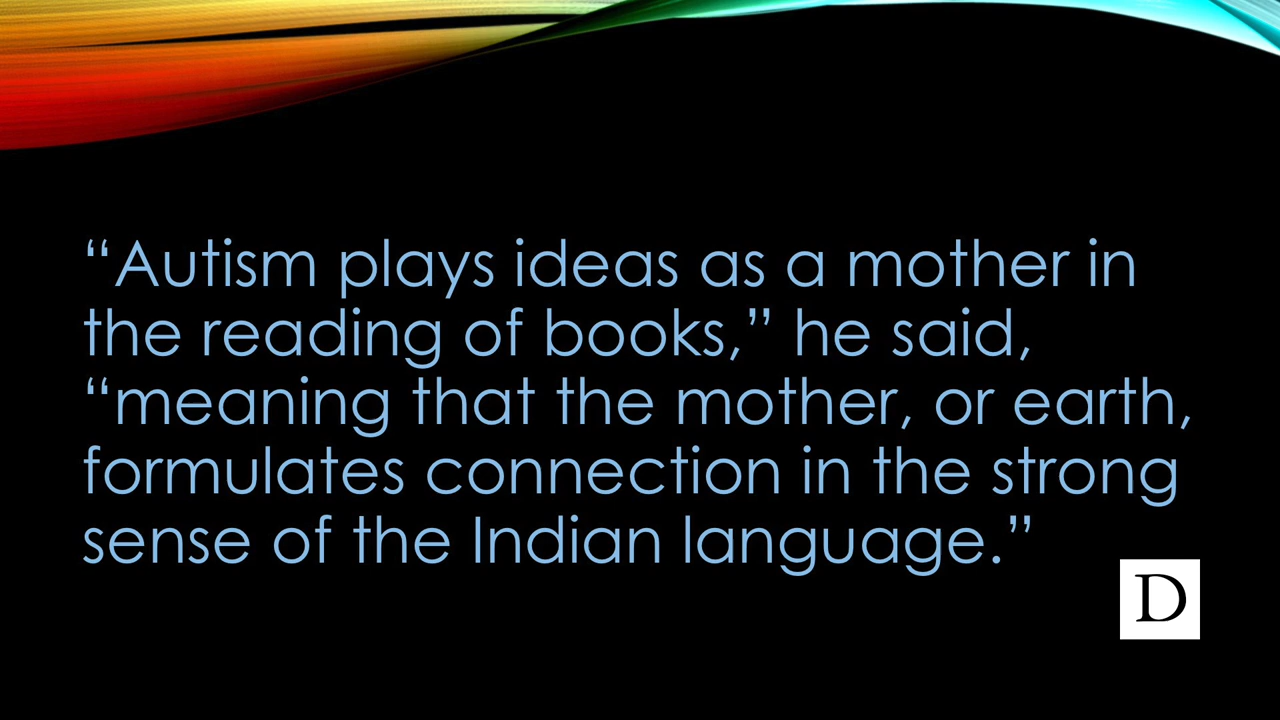 “Autism plays ideas as a mother in
the reading of books,” he said,
“meaning that the mother, or earth,
formulates connection in the strong
sense of the Indian language.”
D